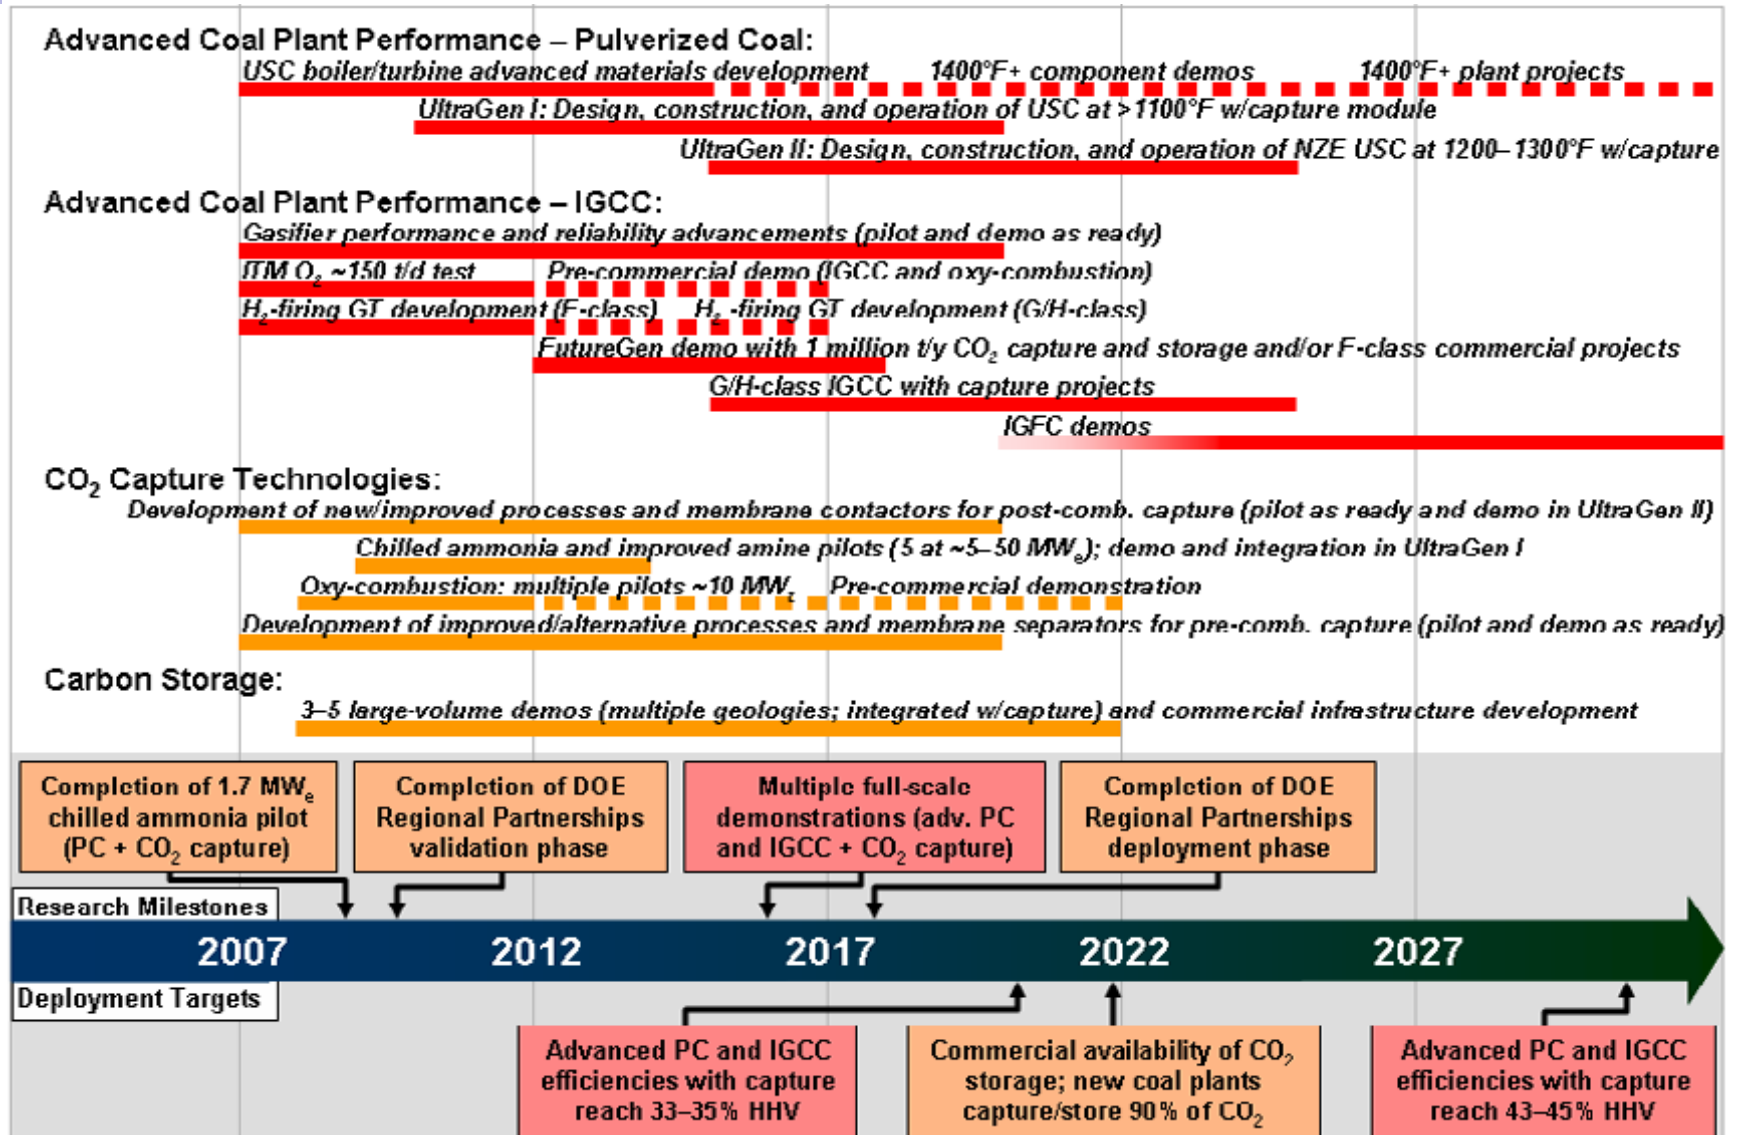 Advanced Coal Plant Performance – Pulverized Coal:
USC boiler/turbine advanced materials development 1400°F+ component demos 1400°F+ plant projects
UltraGen I: Design, construction, and operation of USC at >1100°F w/capture module
UltraGen II: Design, construction, and operation of NZE USC at 1200–1300°F w/capture
Advanced Coal Plant Performance – IGCC:
Gasifier performance and reliability advancements (pilot and demo as ready)
ITM O₂ ~150 t/d test Pre-commercial demo (IGCC and oxy-combustion)
H₂-firing GT development (F-class) H₂ -firing GT development (G/H-class)
FutureGen demo with 1 million t/y CO₂ capture and storage and/or F-class commercial projects
G/H-class IGCC with capture projects
IGFC demos
CO₂ Capture Technologies:
Development of new/improved processes and membrane contactors for post-comb. capture (pilot as ready and demo in UltraGen II)
Chilled ammonia and improved amine pilots (5 at ~5–50 MWₑ); demo and integration in UltraGen I
Oxy-combustion: multiple pilots ~10 MWₜ Pre-commercial demonstration
Development of improved/alternative processes and membrane separators for pre-comb. capture (pilot and demo as ready)
Carbon Storage:
3–5 large-volume demos (multiple geologies; integrated w/capture) and commercial infrastructure development
Completion of 1.7 MWₑ
chilled ammonia pilot
(PC + CO₂ capture)
Completion of DOE
Regional Partnerships
validation phase
Multiple full-scale
demonstrations (adv. PC
and IGCC + CO₂ capture)
Completion of DOE
Regional Partnerships
deployment phase
Research Milestones
2007 2012 2017 2022 2027
Deployment Targets
Advanced PC and IGCC
efficiencies with capture
reach 33–35% HHV
Commercial availability of CO₂
storage; new coal plants
capture/store 90% of CO₂
Advanced PC and IGCC
efficiencies with capture
reach 43–45% HHV